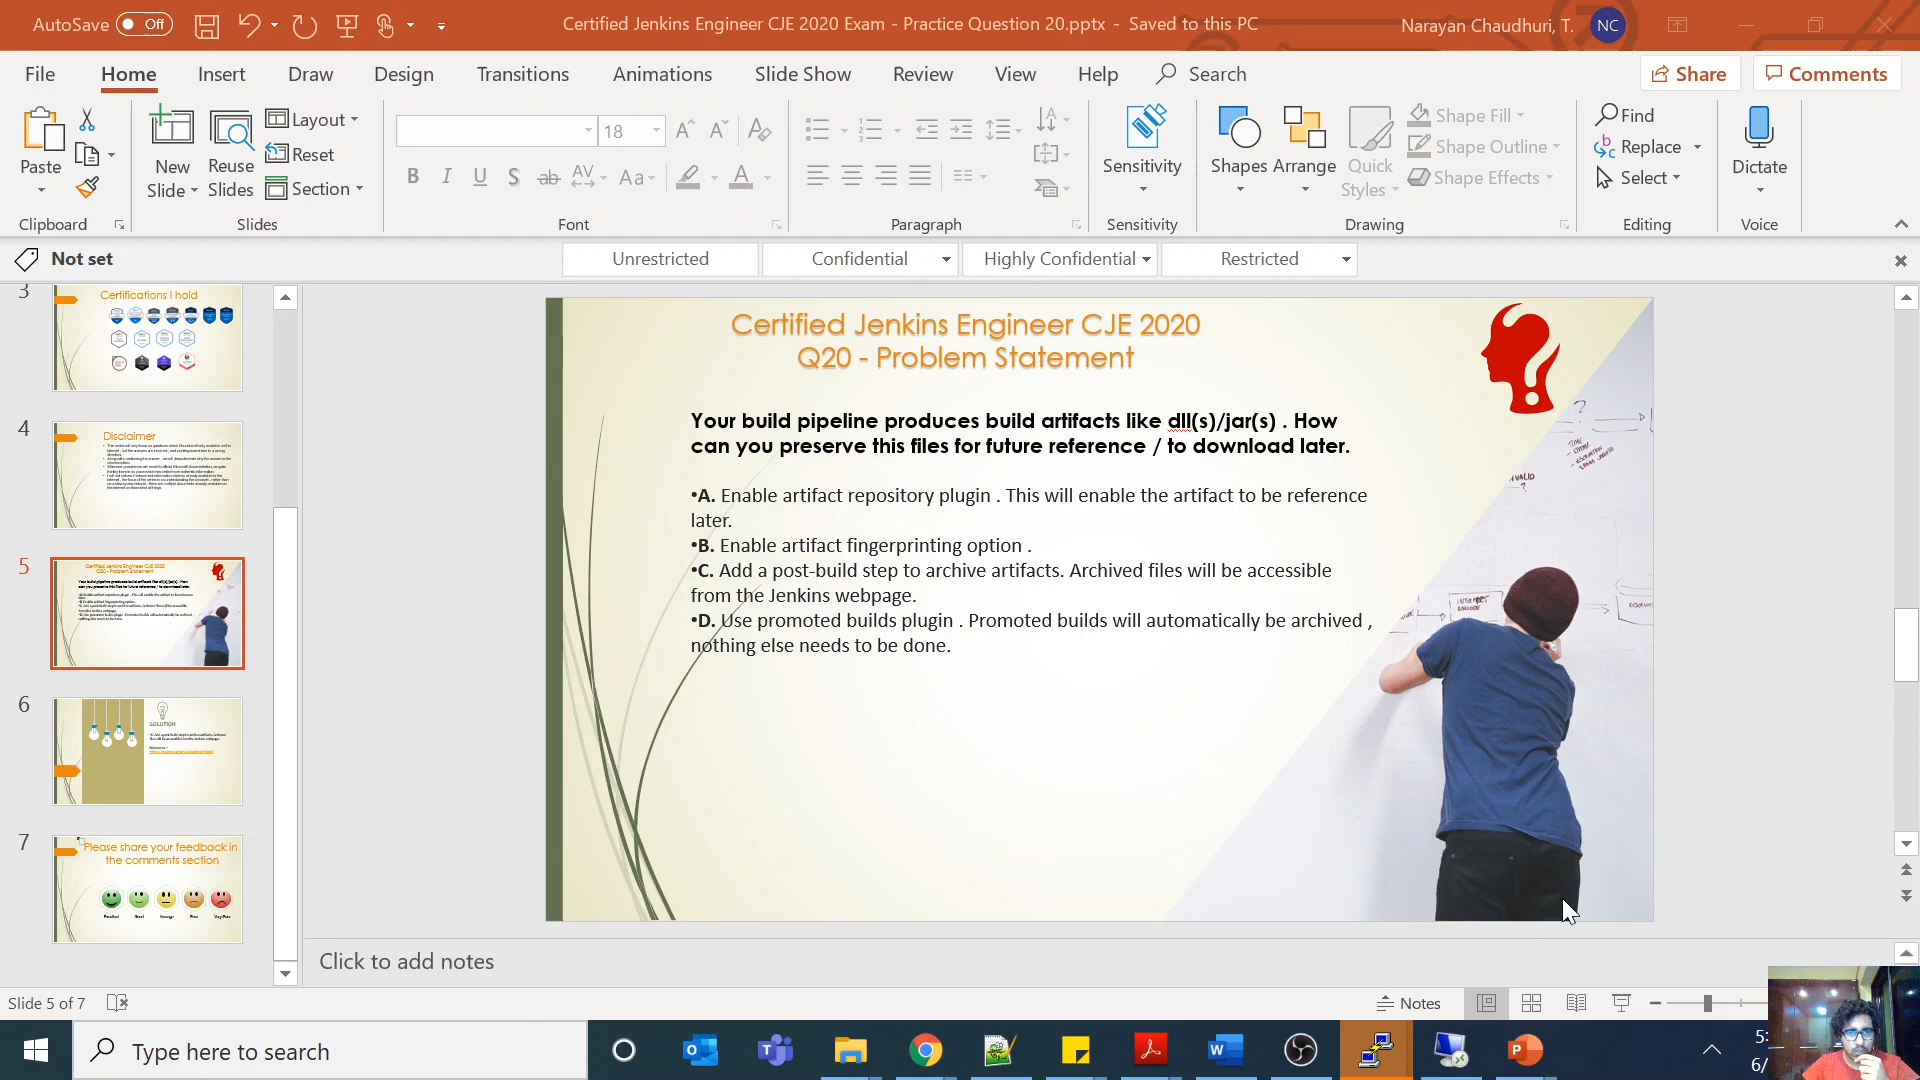 AutoSave Off
Certified Jenkins Engineer CJE 2020 Exam - Practice Question 20.pptx - Saved to this PC
Narayan Chaudhuri, T. NC
File Home Insert Draw Design Transitions Animations Slide Show Review View Help Search
Share Comments
Paste
New Slide
Reuse Slides
Layout
Reset
Section
18
Sensitivity
Shapes Arrange Quick Styles
Shape Fill
Shape Outline
Shape Effects
Find
Replace
Select
Dictate
Clipboard Slides Font Paragraph Sensitivity Drawing Editing Voice
Not set
Unrestricted Confidential Highly Confidential Restricted
3
Certifications I hold
4
Disclaimer
5
6
SOLUTION
7
Please share your feedback in
the comments section
Certified Jenkins Engineer CJE 2020
Q20 - Problem Statement
Your build pipeline produces build artifacts like dll(s)/jar(s) . How
can you preserve this files for future reference / to download later.
•A. Enable artifact repository plugin . This will enable the artifact to be reference
later.
•B. Enable artifact fingerprinting option .
•C. Add a post-build step to archive artifacts. Archived files will be accessible
from the Jenkins webpage.
•D. Use promoted builds plugin . Promoted builds will automatically be archived ,
nothing else needs to be done.
Click to add notes
Slide 5 of 7
Notes
Type here to search